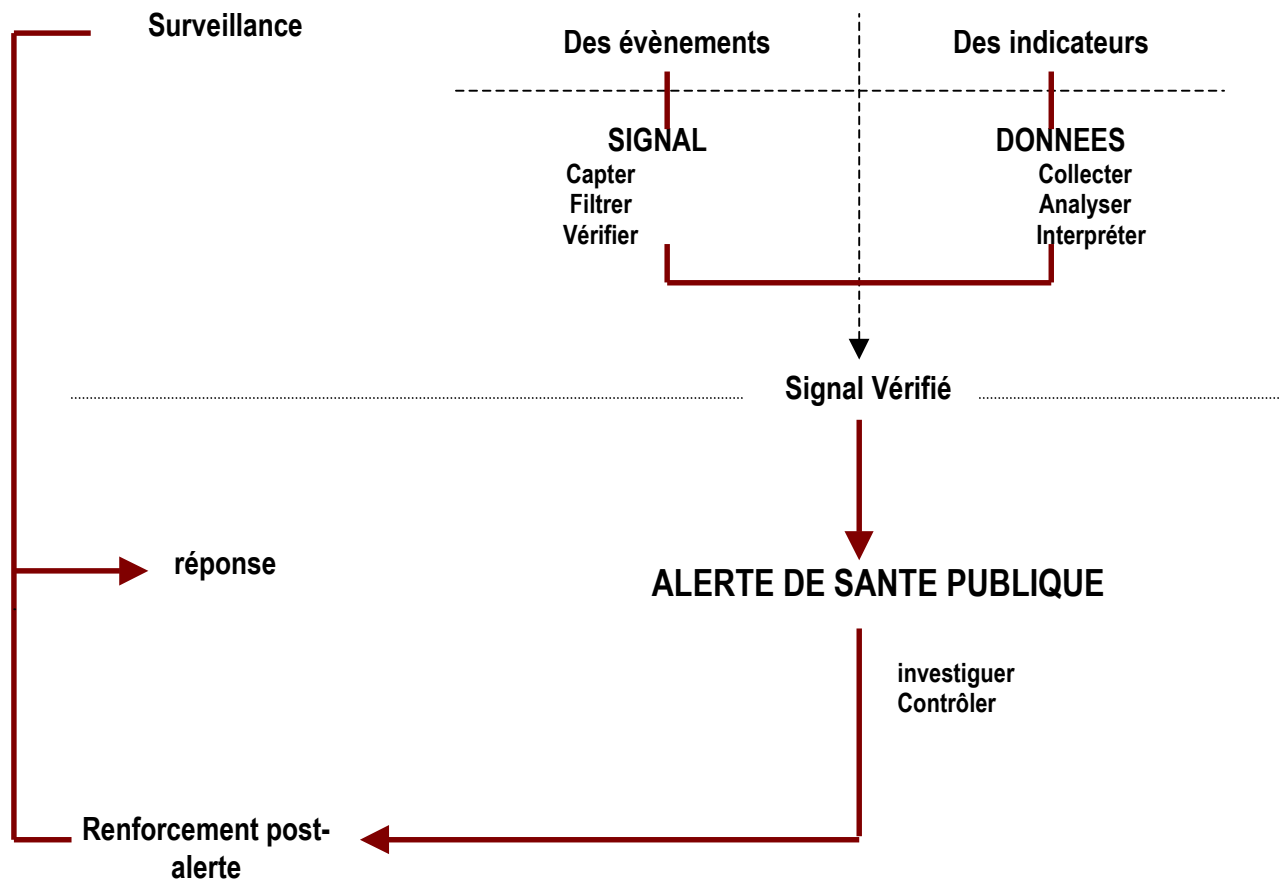 Surveillance
Des évènements
Des indicateurs
SIGNAL
Capter
Filtrer
Vérifier
DONNEES
Collecter
Analyser
Interpréter
Signal Vérifié
réponse
ALERTE DE SANTE PUBLIQUE
investiguer
Contrôler
Renforcement post-
alerte